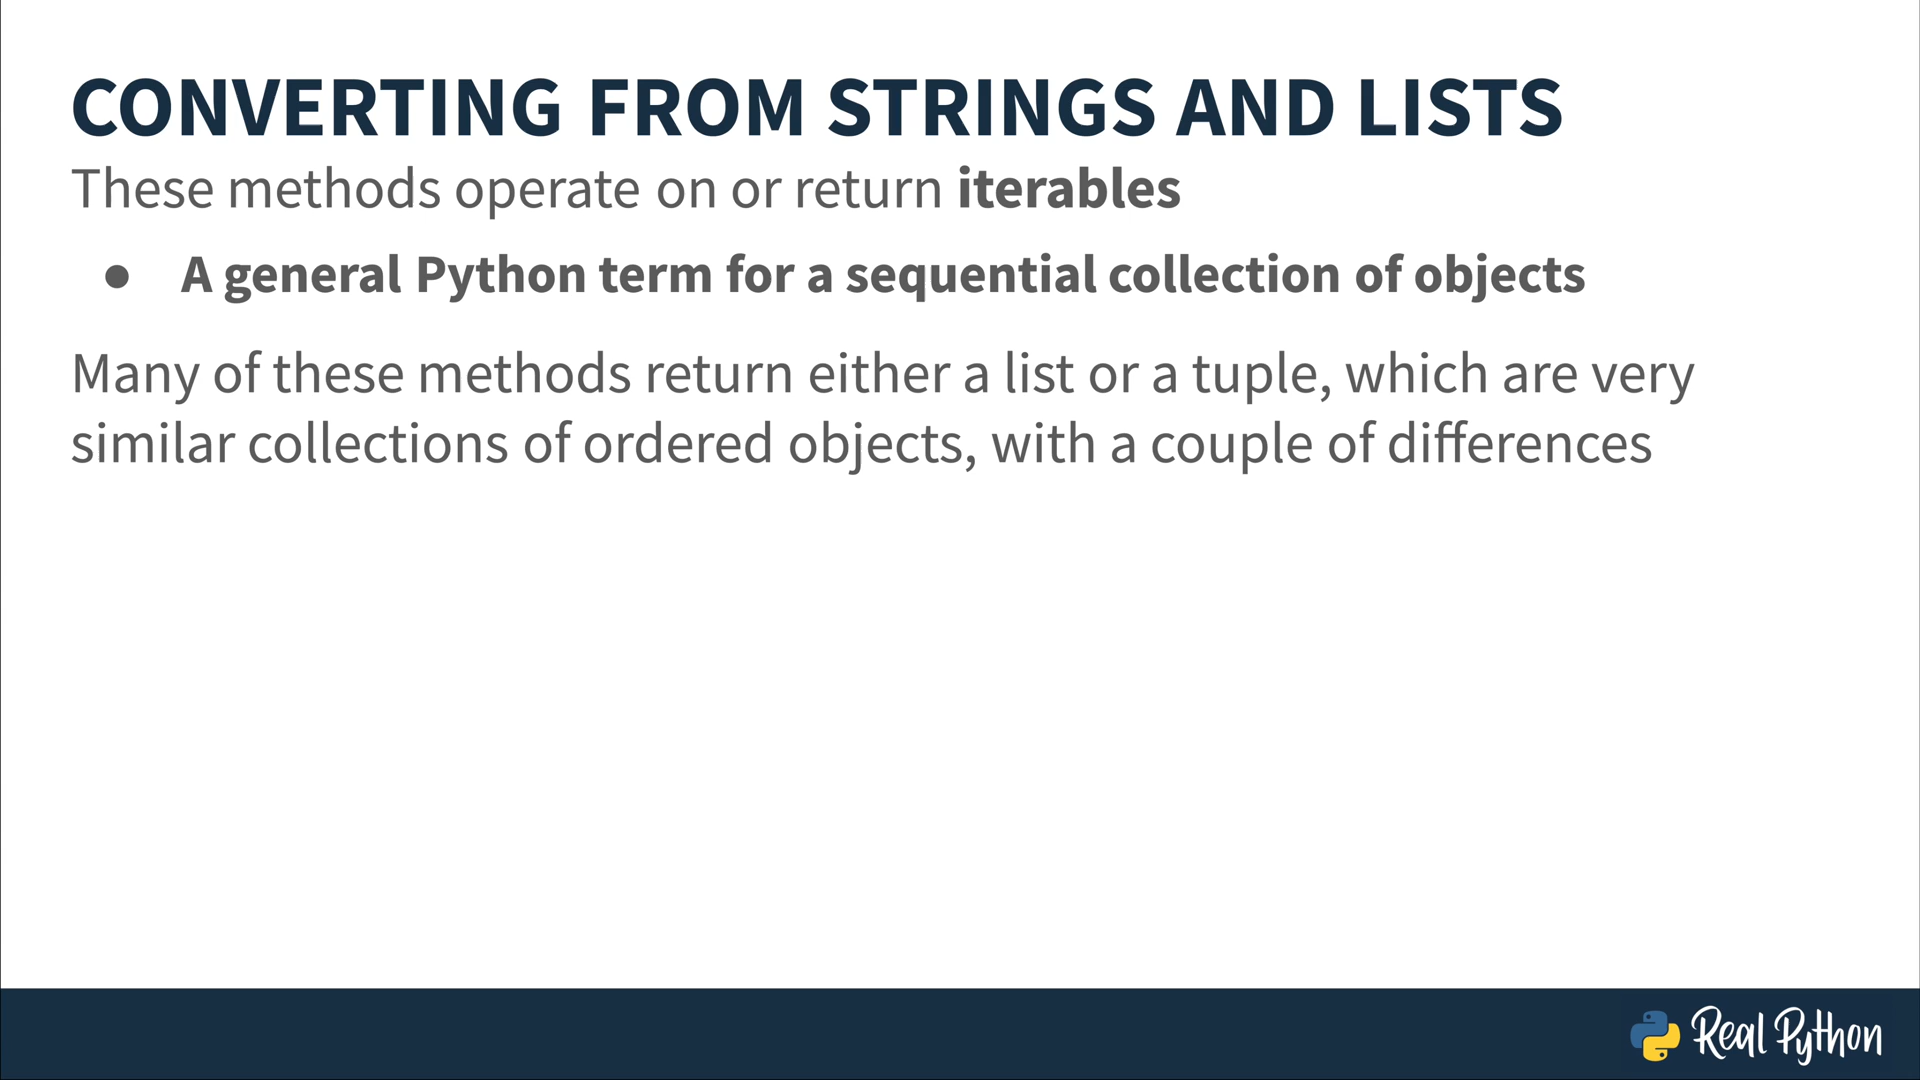 CONVERTING FROM STRINGS AND LISTS
These methods operate on or return iterables
● A general Python term for a sequential collection of objects
Many of these methods return either a list or a tuple, which are very
similar collections of ordered objects, with a couple of differences
Real Python